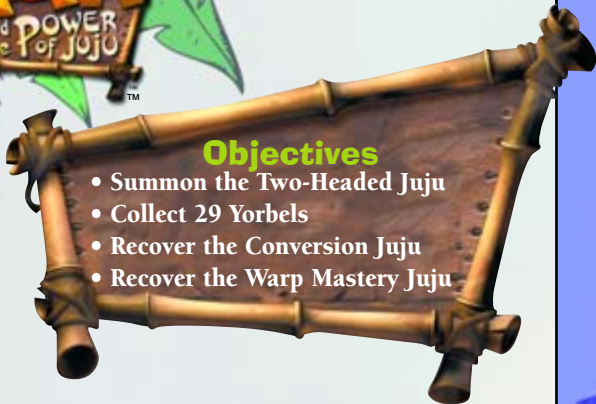 POWER
of JUJU
™
Objectives
• Summon the Two-Headed Juju
• Collect 29 Yorbels
• Recover the Conversion Juju
• Recover the Warp Mastery Juju